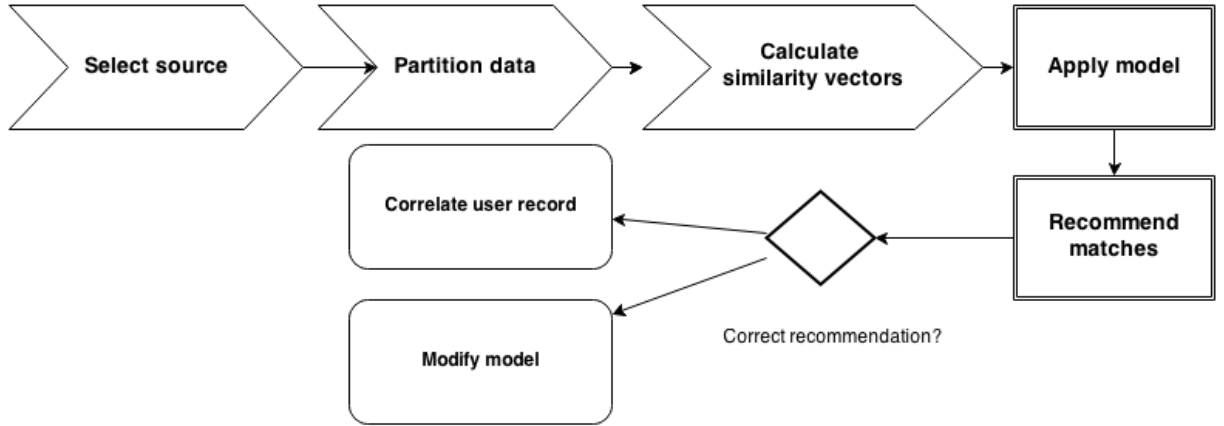 Select source
Partition data
Calculate
similarity vectors
Apply model
Recommend
matches
Correlate user record
Correct recommendation?
Modify model